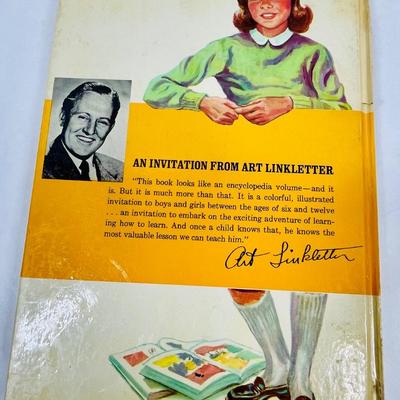 AN INVITATION FROM ART LINKLETTER
"This book looks like an encyclopedia volume—and it
is. But it is much more than that. It is a colorful, illustrated
invitation to boys and girls between the ages of six and twelve
. . . an invitation to embark on the exciting adventure of learn-
ing how to learn. And once a child knows that, he knows the
most valuable lesson we can teach him."
Art Linkletter